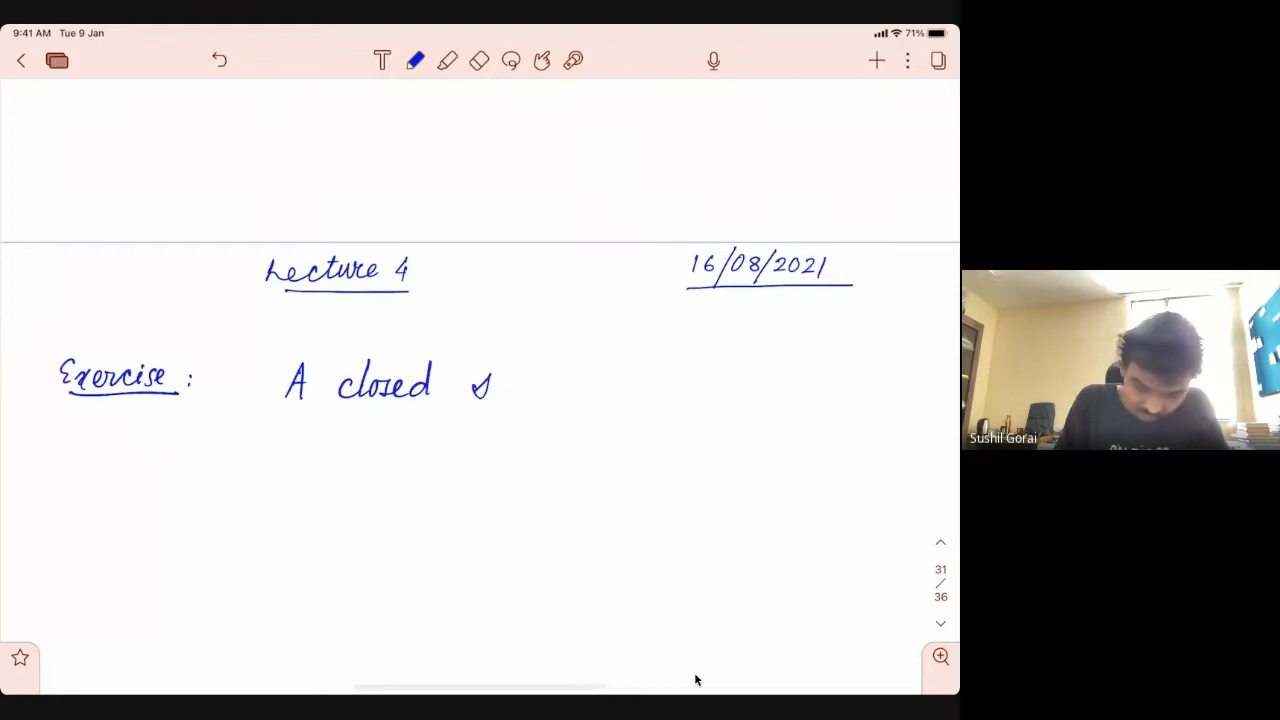 9:41 AM Tue 9 Jan
71%
T
Lecture 4
16/08/2021
Exercise : A closed s
Sushil Gorai
31
/
36